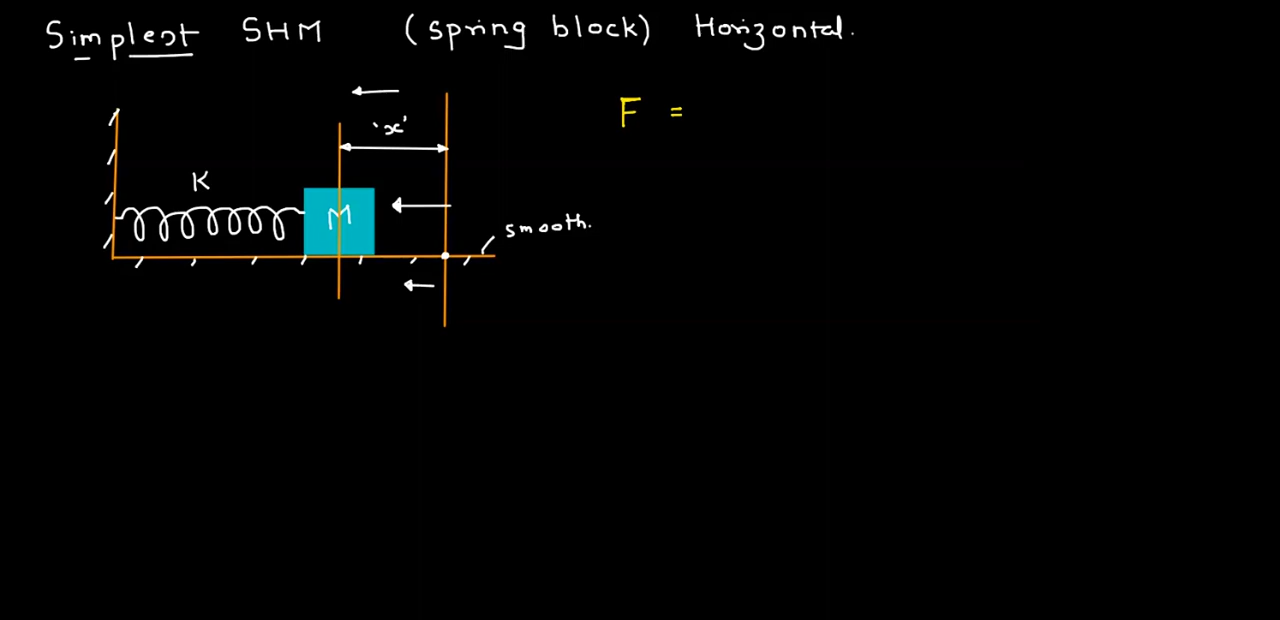 Simplest SHM (spring block) Horizontal.
'x'
F =
K
M
smooth.